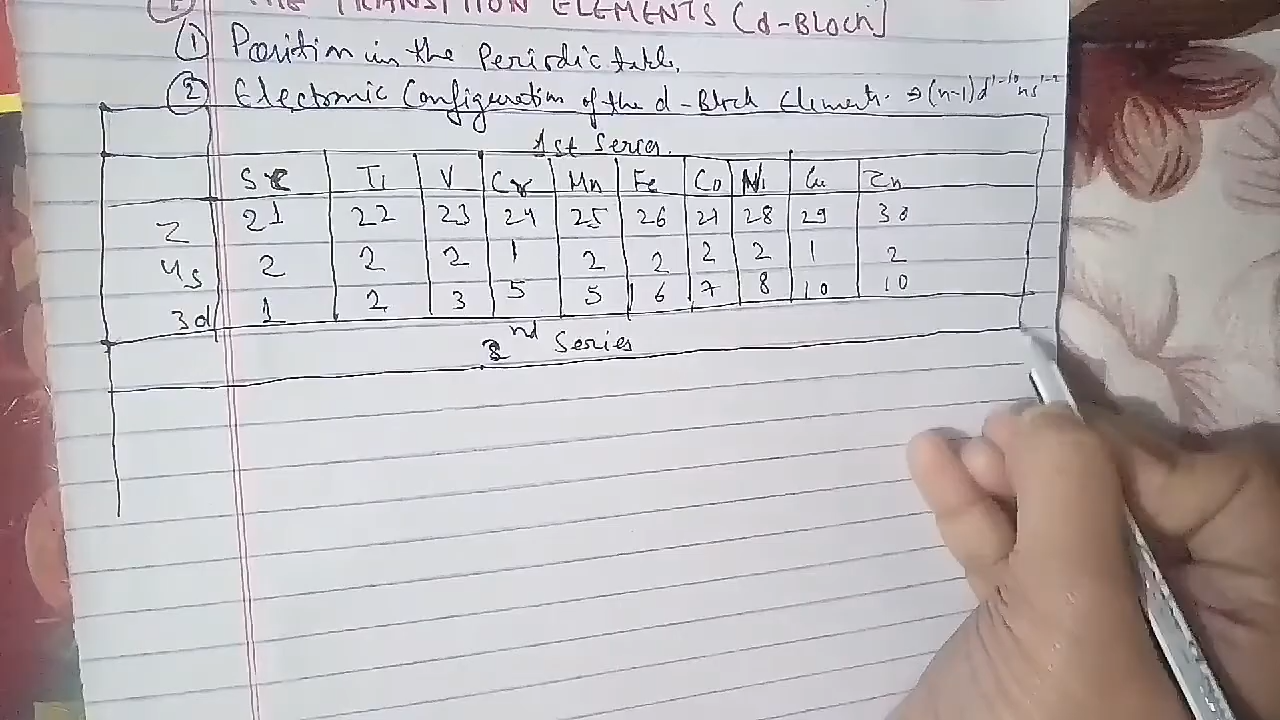 THE TRANSITION ELEMENTS (d-BLOCK)
① Position in the Periodic table.
② Electronic Configuration of the d-Block Elements. ⇒ (n-1)d¹⁻¹⁰ns¹⁻²
1st Series.
Sc Ti V Cr Mn Fe Co Ni Cu Zn
Z 21 22 23 24 25 26 27 28 29 30
4s 2 2 2 1 2 2 2 2 1 2
3d 1 2 3 5 5 6 7 8 10 10
2nd Series